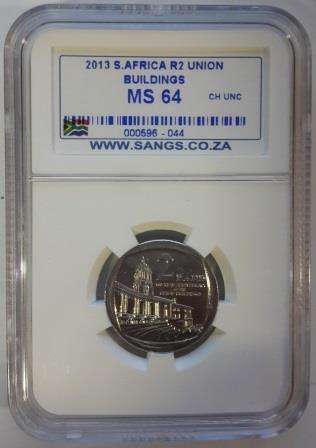 2013 S.AFRICA R2 UNION
BUILDINGS
MS 64 CH UNC
000596 - 044
WWW.SANGS.CO.ZA